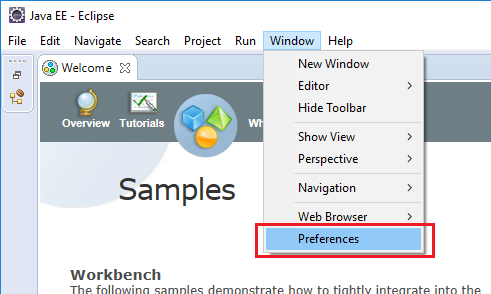 Java EE - Eclipse
File Edit Navigate Search Project Run Window Help
Welcome
New Window
Editor
Hide Toolbar
Show View
Perspective
Navigation
Web Browser
Preferences
Overview Tutorials
Samples
Workbench
The following samples demonstrate how to tightly integrate into the